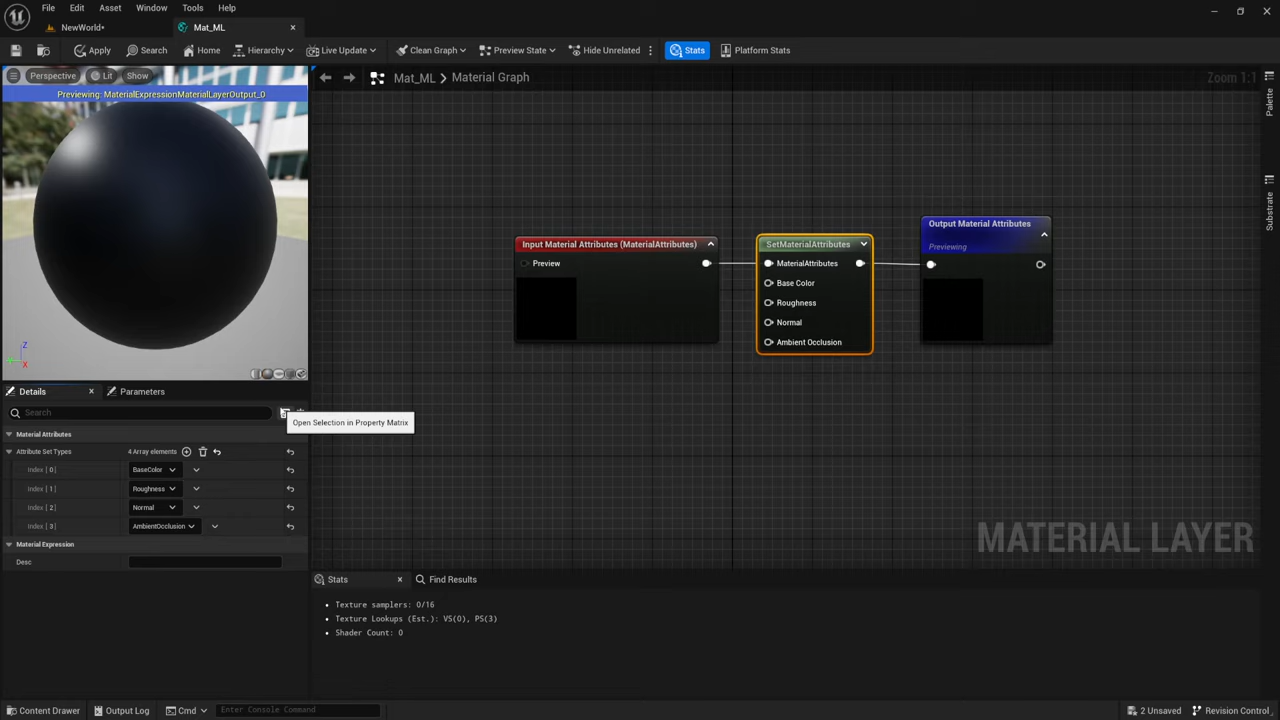 File Edit Asset Window Tools Help
NewWorld*
Mat_ML
Apply Search Home Hierarchy Live Update Clean Graph Preview State Hide Unrelated Stats Platform Stats
Perspective Lit Show
Mat_ML Material Graph
Zoom 1:1
Previewing: MaterialExpressionMaterialLayerOutput_0
Palette
Substrate
Input Material Attributes (MaterialAttributes)
Preview
SetMaterialAttributes
MaterialAttributes
Base Color
Roughness
Normal
Ambient Occlusion
Output Material Attributes
Previewing
Z
X
Details Parameters
Search
Open Selection in Property Matrix
Material Attributes
Attribute Set Types 4 Array elements
Index [ 0 ] BaseColor
Index [ 1 ] Roughness
Index [ 2 ] Normal
Index [ 3 ] AmbientOcclusion
Material Expression
Desc
MATERIAL LAYER
Stats Find Results
Texture samplers: 0/16
Texture Lookups (Est.): VS(0), PS(3)
Shader Count: 0
Content Drawer Output Log Cmd Enter Console Command 2 Unsaved Revision Control